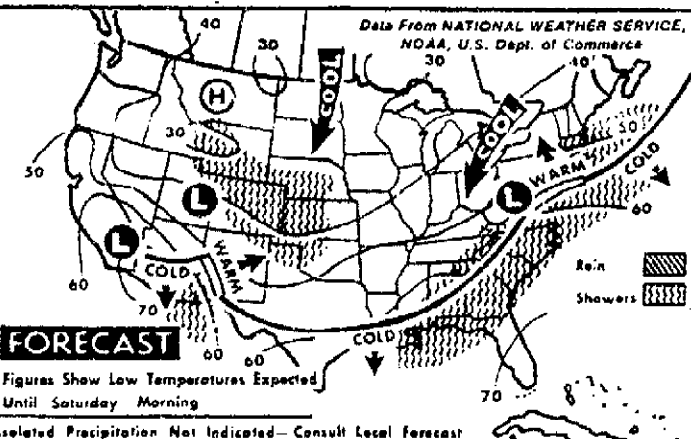 Data From NATIONAL WEATHER SERVICE,
NOAA, U.S. Dept. of Commerce
40
30
30
40
H
COOL
COOL
30
50
50
L
L
L
L
WARM
COLD
60
WARM
COLD
60
70
60
60
COLD
70
Rain
Showers
FORECAST
Figures Show Low Temperatures Expected
Until Saturday Morning
Isolated Precipitation Not Indicated— Consult Local Forecast